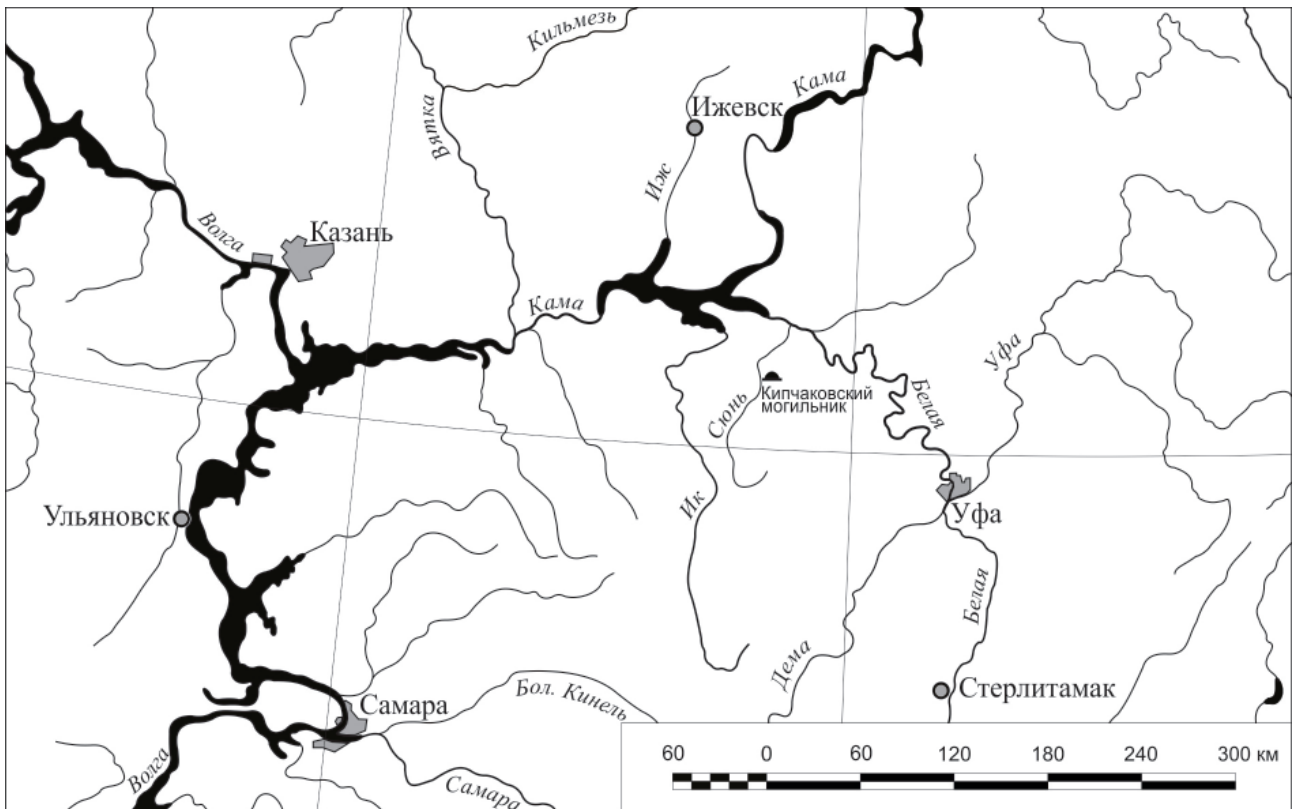 Кильмезь
Кама
Вятка
Ижевск
Иж
Волга
Казань
Кама
Уфа
Сюнь
Кипчаковский
могильник
Белая
Ик
Ульяновск
Уфа
Белая
Дема
Самара
Бол. Кинель
Стерлитамак
Волга
Самара
60 0 60 120 180 240 300 км